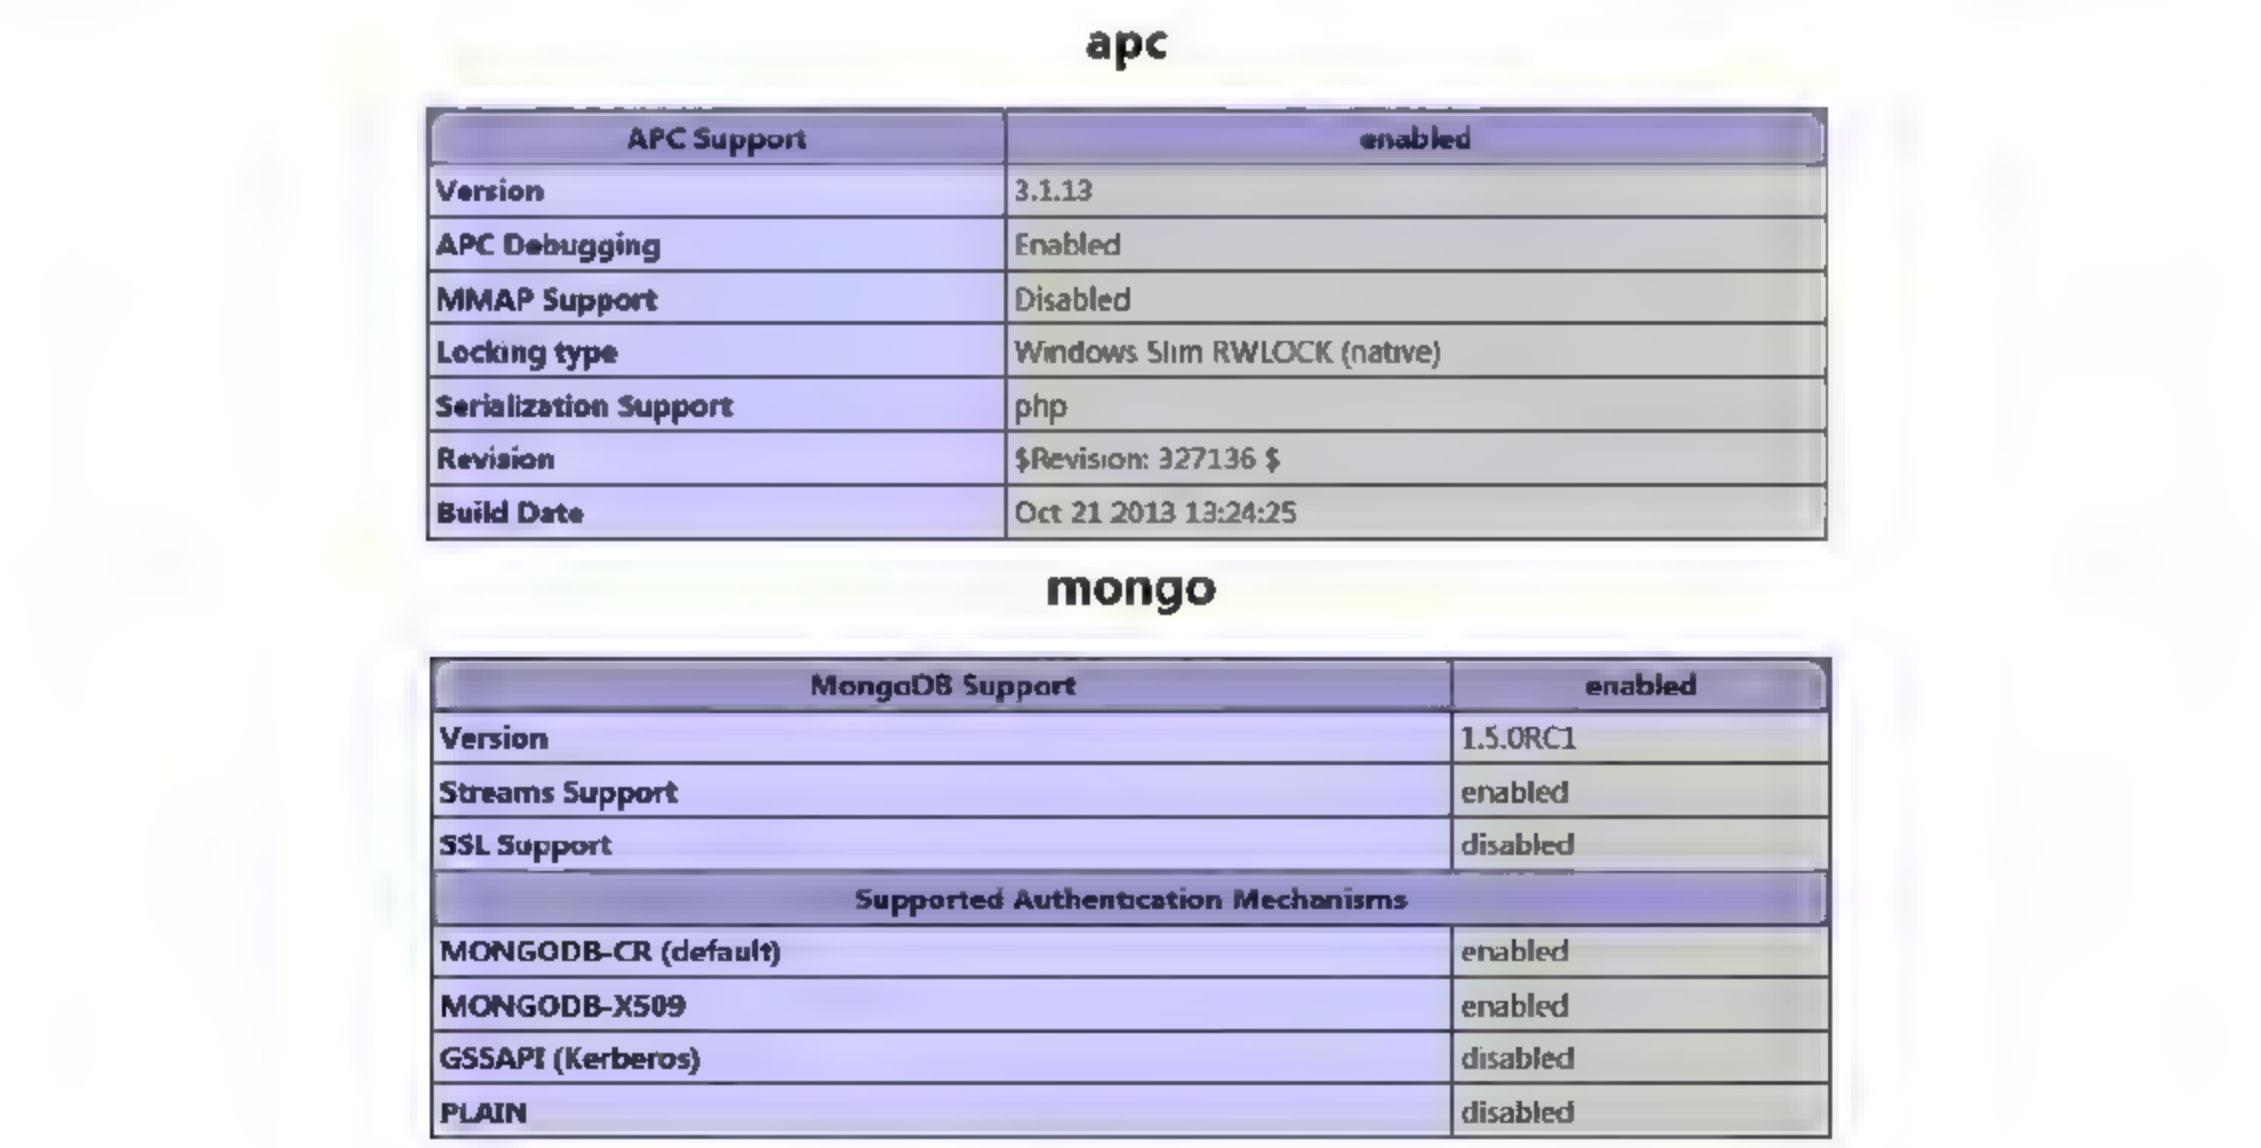 apc
APC Support enabled
Version 3.1.13
APC Debugging Enabled
MMAP Support Disabled
Locking type Windows Slim RWLOCK (native)
Serialization Support php
Revision $Revision: 327136 $
Build Date Oct 21 2013 13:24:25
mongo
MongoDB Support enabled
Version 1.5.0RC1
Streams Support enabled
SSL Support disabled
Supported Authentication Mechanisms
MONGODB-CR (default) enabled
MONGODB-X509 enabled
GSSAPI (Kerberos) disabled
PLAIN disabled